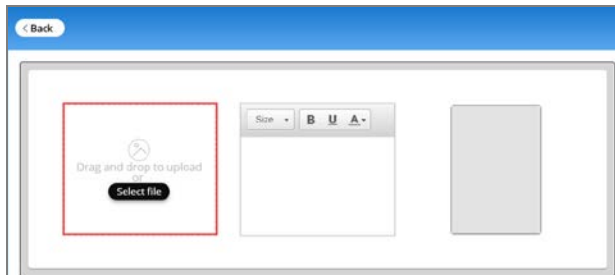 Back
Size B U A
Drag and drop to upload
or
Select file